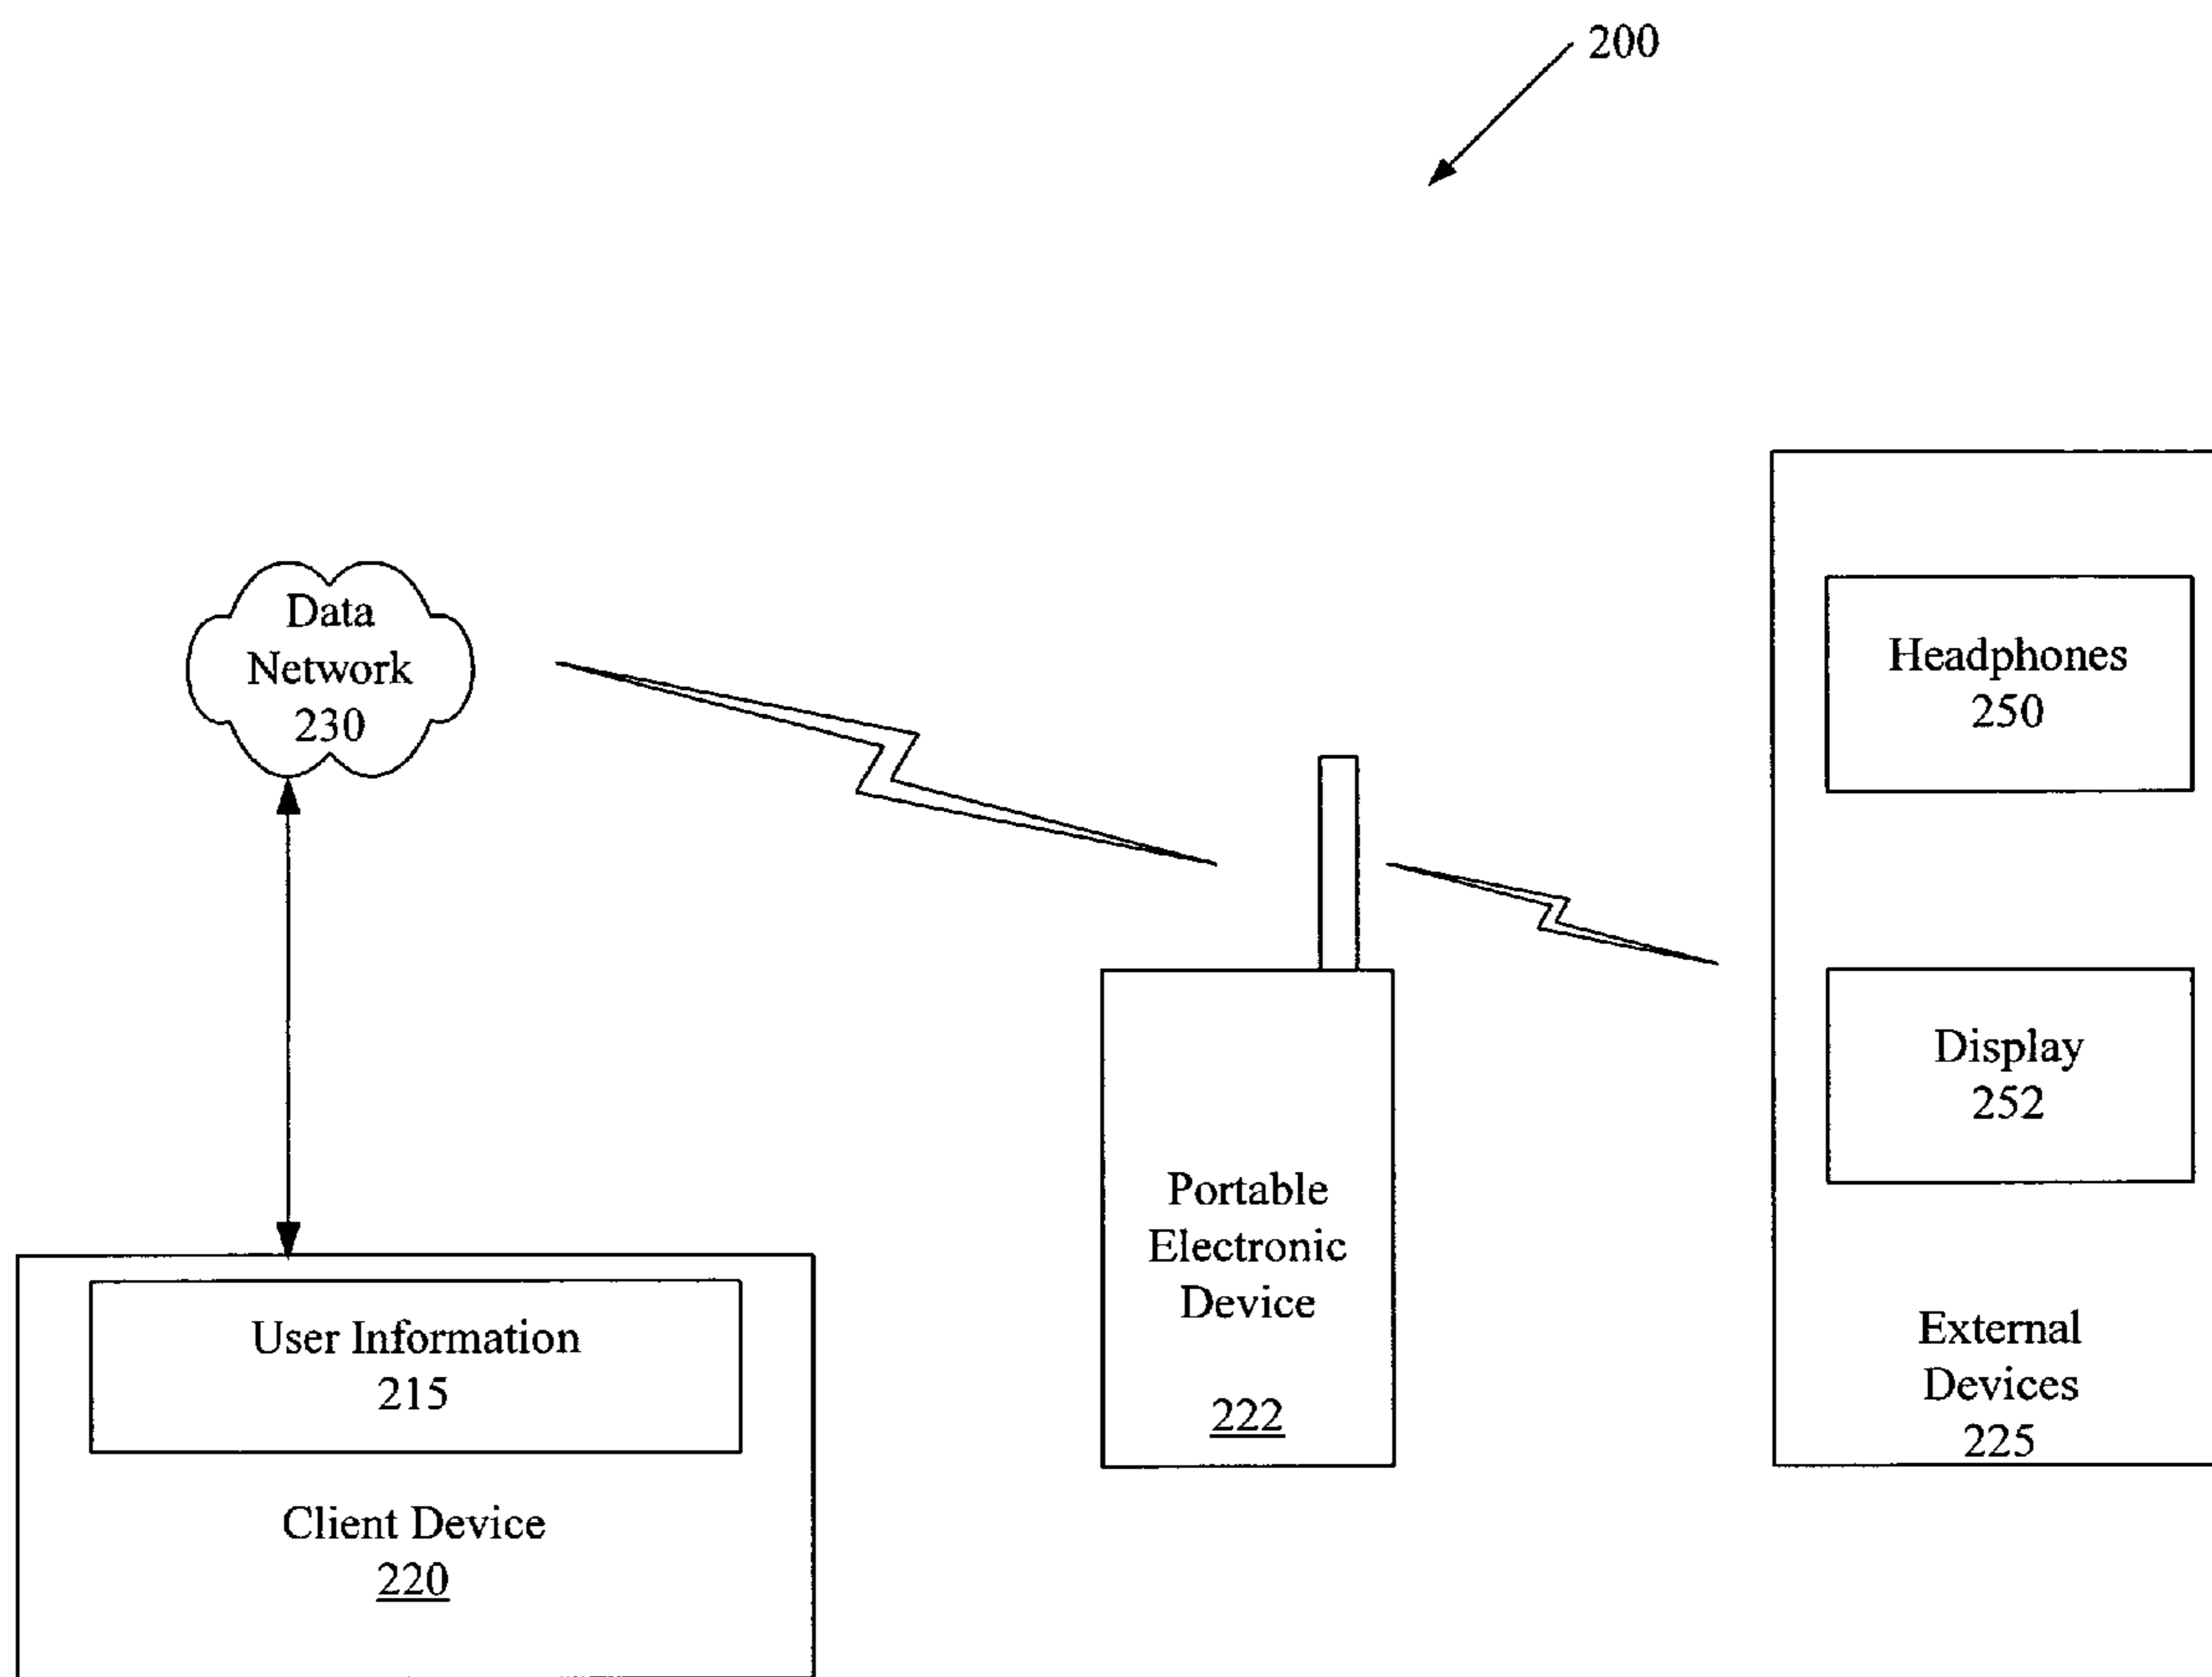 200
Data
Network
230
Headphones
250
Display
252
External
Devices
225
Portable
Electronic
Device
222
User Information
215
Client Device
220